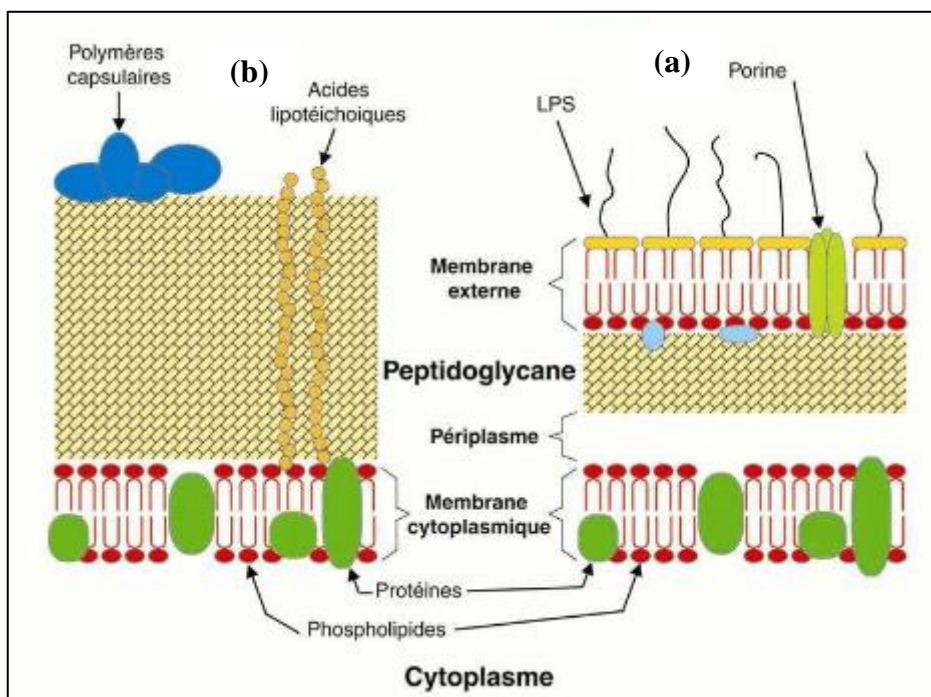 Polymères
capsulaires
(b)
Acides
lipotéichoiques
(a)
Porine
LPS
Membrane
externe
Peptidoglycane
Périplasme
Membrane
cytoplasmique
Protéines
Phospholipides
Cytoplasme